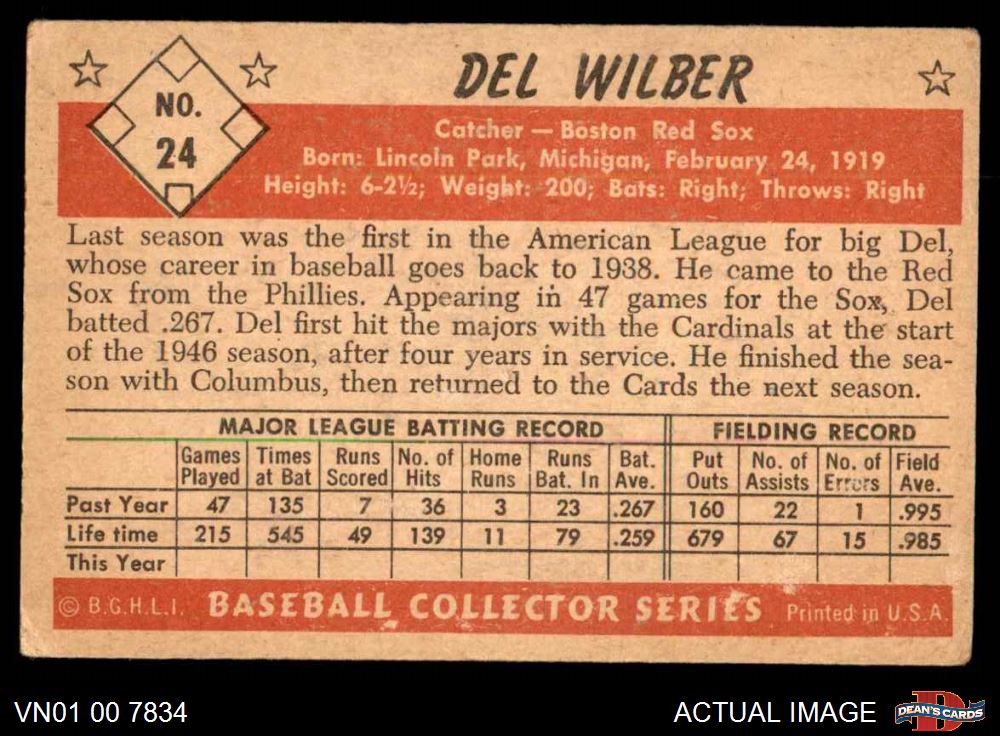 NO.
24
DEL WILBER
Catcher — Boston Red Sox
Born: Lincoln Park, Michigan, February 24, 1919
Height: 6-2½; Weight: 200; Bats: Right; Throws: Right
Last season was the first in the American League for big Del,
whose career in baseball goes back to 1938. He came to the Red
Sox from the Phillies. Appearing in 47 games for the Sox, Del
batted .267. Del first hit the majors with the Cardinals at the start
of the 1946 season, after four years in service. He finished the sea-
son with Columbus, then returned to the Cards the next season.
MAJOR LEAGUE BATTING RECORD FIELDING RECORD
Games Times Runs No. of Home Runs Bat. Put No. of No. of Field
Played at Bat Scored Hits Runs Bat. In Ave. Outs Assists Errors Ave.
Past Year 47 135 7 36 3 23 .267 160 22 1 .995
Life time 215 545 49 139 11 79 .259 679 67 15 .985
This Year
© B.G.H.L.I. BASEBALL COLLECTOR SERIES Printed in U.S.A.
VN01 00 7834 ACTUAL IMAGE DEAN'S CARDS